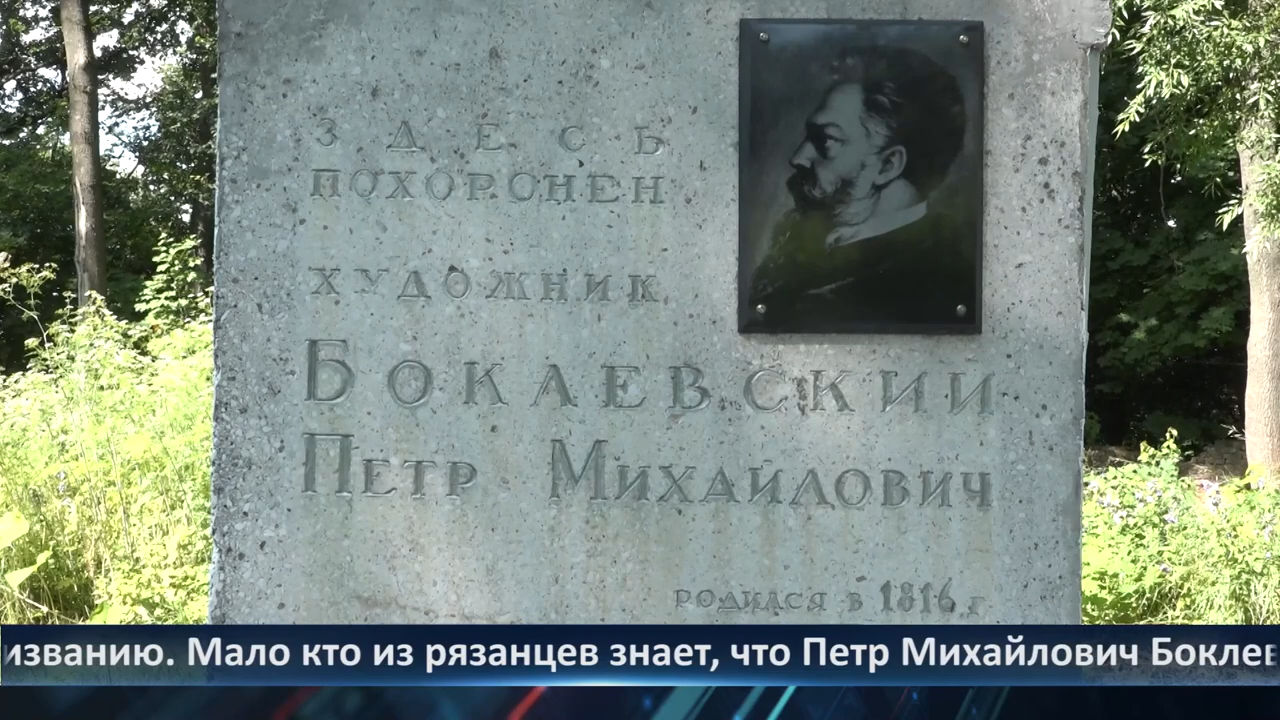 ЗДЕСЬ
ПОХОРОНЕН
ХУДОЖНИК
БОКЛЕВСКИЙ
ПЕТР МИХАЙЛОВИЧ
РОДИЛСЯ В 1816 г
изванию. Мало кто из рязанцев знает, что Петр Михайлович Боклев